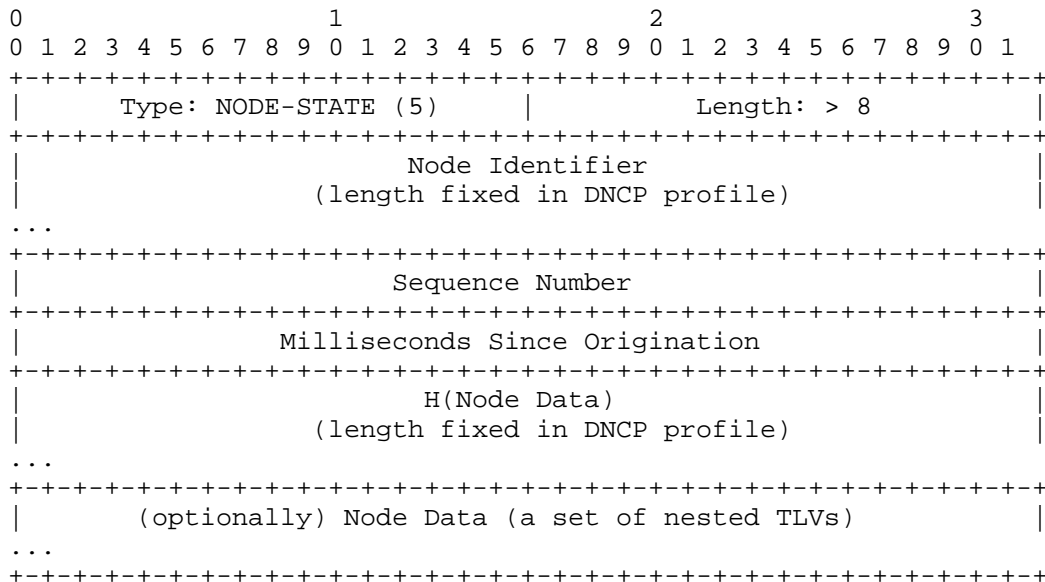 0                   1                   2                   3
0 1 2 3 4 5 6 7 8 9 0 1 2 3 4 5 6 7 8 9 0 1 2 3 4 5 6 7 8 9 0 1
+-+-+-+-+-+-+-+-+-+-+-+-+-+-+-+-+-+-+-+-+-+-+-+-+-+-+-+-+-+-+-+-+
|      Type: NODE-STATE (5)     |          Length: > 8          |
+-+-+-+-+-+-+-+-+-+-+-+-+-+-+-+-+-+-+-+-+-+-+-+-+-+-+-+-+-+-+-+-+
|                        Node Identifier                        |
|                  (length fixed in DNCP profile)               |
...
+-+-+-+-+-+-+-+-+-+-+-+-+-+-+-+-+-+-+-+-+-+-+-+-+-+-+-+-+-+-+-+-+
|                       Sequence Number                         |
+-+-+-+-+-+-+-+-+-+-+-+-+-+-+-+-+-+-+-+-+-+-+-+-+-+-+-+-+-+-+-+-+
|                Milliseconds Since Origination                 |
+-+-+-+-+-+-+-+-+-+-+-+-+-+-+-+-+-+-+-+-+-+-+-+-+-+-+-+-+-+-+-+-+
|                         H(Node Data)                          |
|                  (length fixed in DNCP profile)               |
...
+-+-+-+-+-+-+-+-+-+-+-+-+-+-+-+-+-+-+-+-+-+-+-+-+-+-+-+-+-+-+-+-+
|       (optionally) Node Data (a set of nested TLVs)           |
...
+-+-+-+-+-+-+-+-+-+-+-+-+-+-+-+-+-+-+-+-+-+-+-+-+-+-+-+-+-+-+-+-+